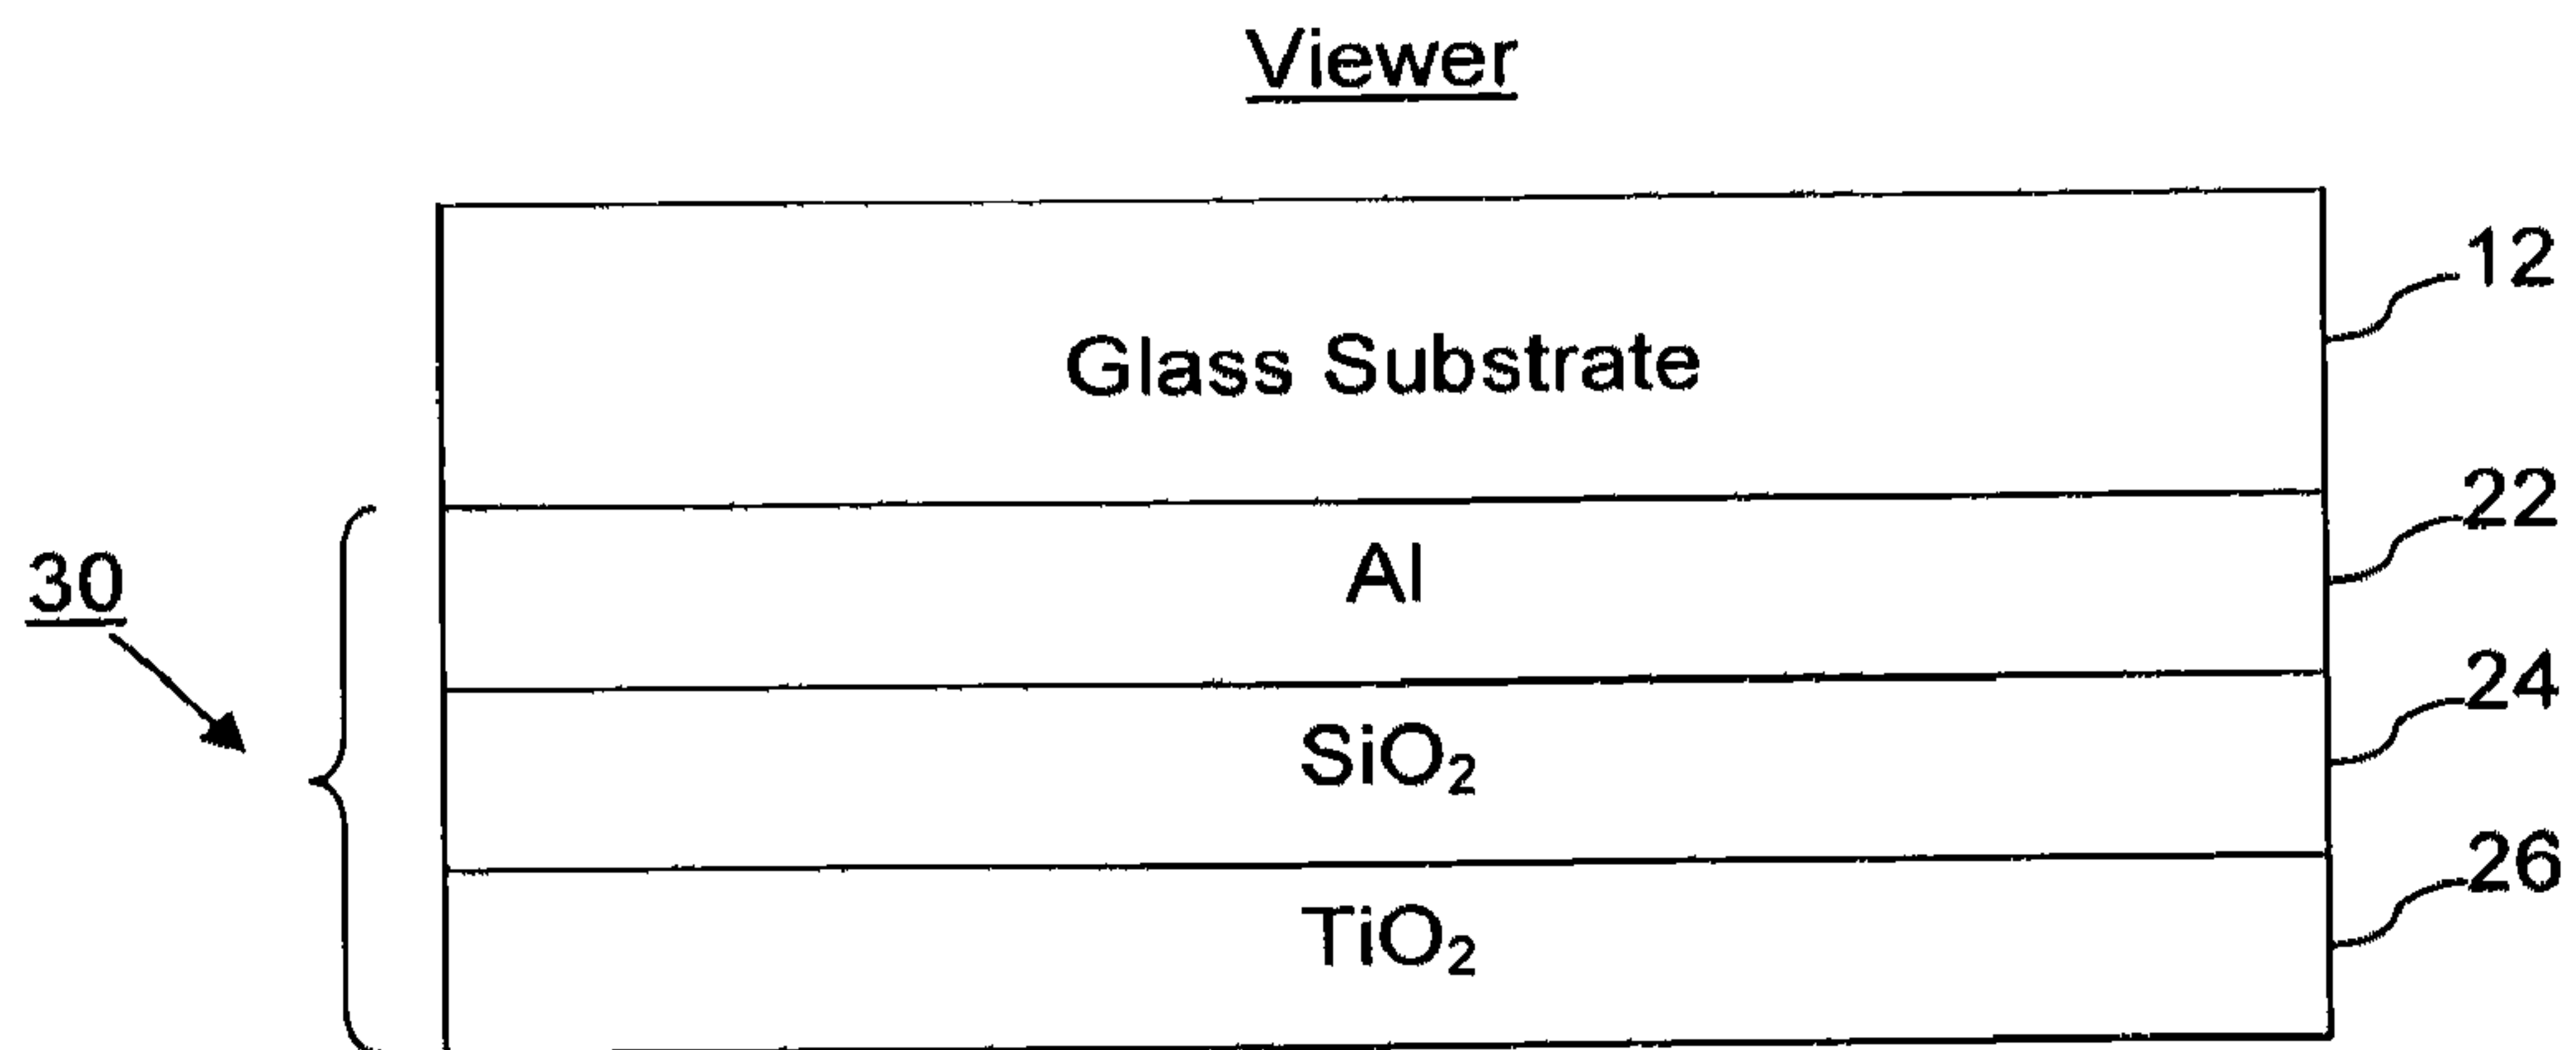 Viewer
12
Glass Substrate
22
Al
30
24
SiO₂
26
TiO₂